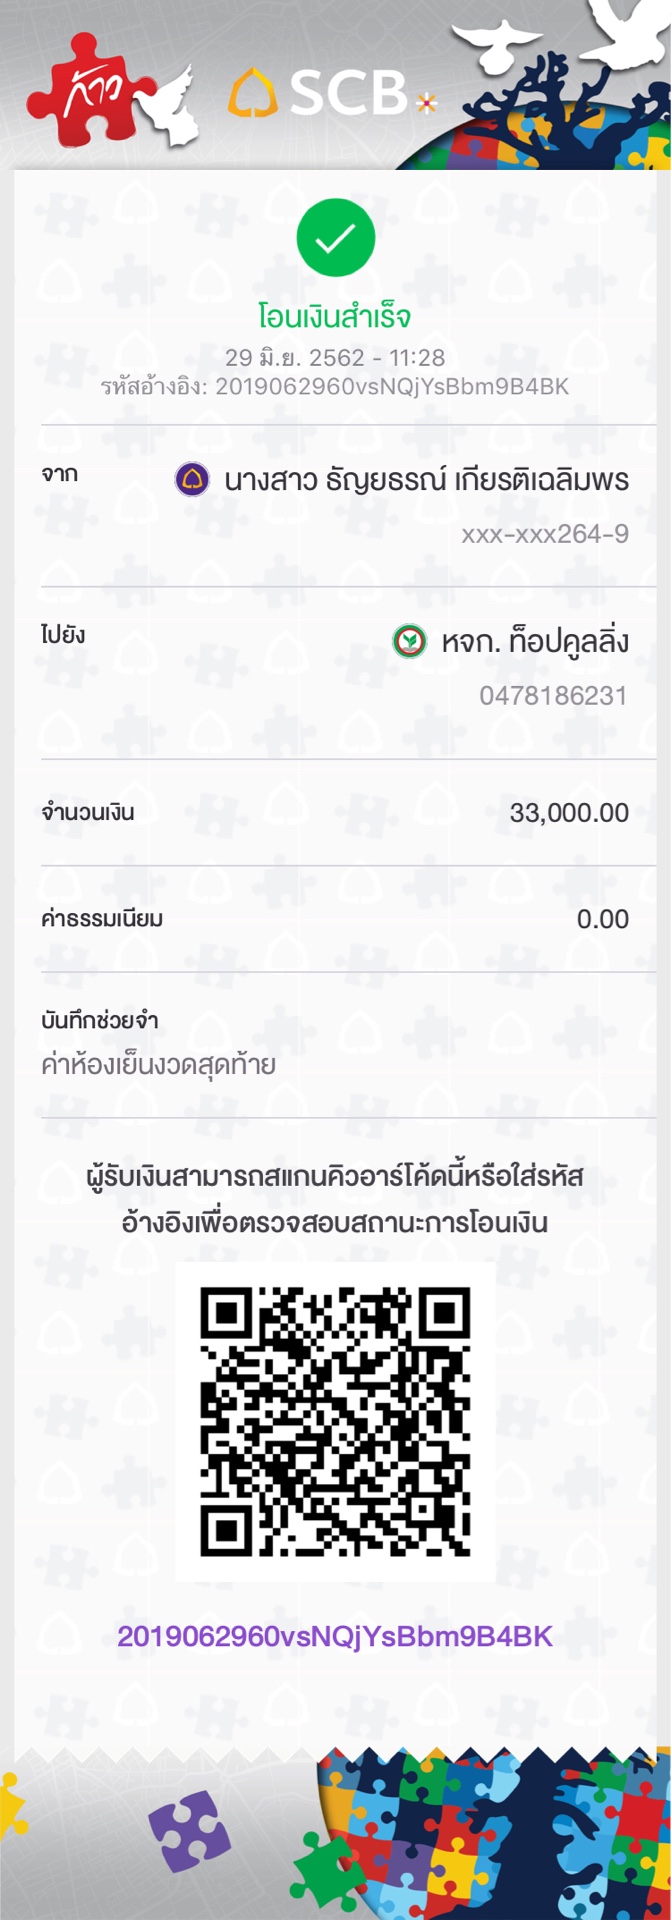 ก้าว
SCB
โอนเงินสำเร็จ
29 มิ.ย. 2562 - 11:28
รหัสอ้างอิง: 2019062960vsNQjYsBbm9B4BK
จาก
นางสาว ธัญยธรณ์ เกียรติเฉลิมพร
xxx-xxx264-9
ไปยัง
หจก. ท็อปคูลลิ่ง
0478186231
จำนวนเงิน
33,000.00
ค่าธรรมเนียม
0.00
บันทึกช่วยจำ
ค่าห้องเย็นงวดสุดท้าย
ผู้รับเงินสามารถสแกนคิวอาร์โค้ดนี้หรือใส่รหัส
อ้างอิงเพื่อตรวจสอบสถานะการโอนเงิน
2019062960vsNQjYsBbm9B4BK